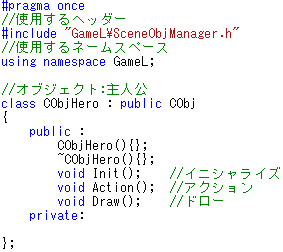 #pragma once
//使用するヘッダー
#include "GameL¥SceneObjManager.h"
//使用するネームスペース
using namespace GameL;

//オブジェクト:主人公
class CObjHero : public CObj
{
    public :
        CObjHero(){};
        ~CObjHero(){};
        void Init();    //イニシャライズ
        void Action();  //アクション
        void Draw();    //ドロー
    private:

};